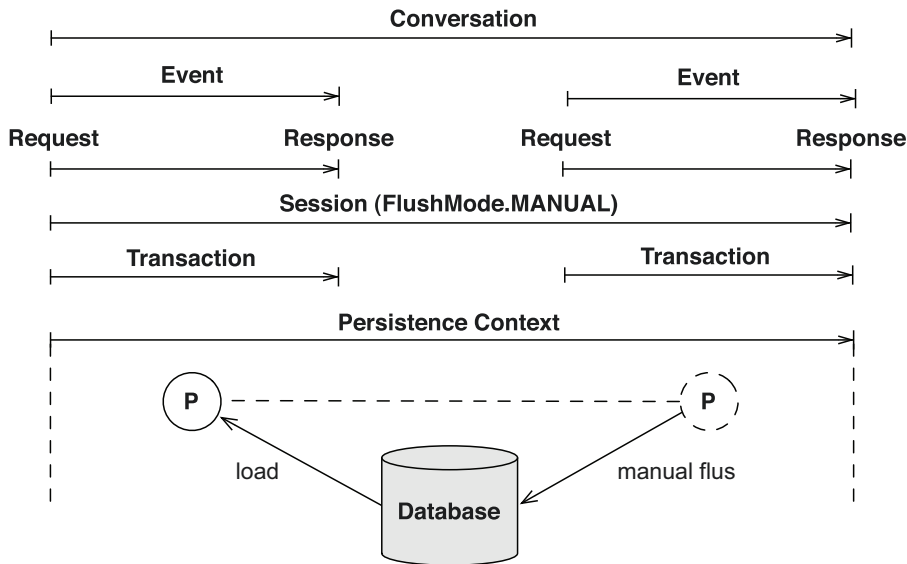 Conversation
Event
Event
Request
Response
Request
Response
Session (FlushMode.MANUAL)
Transaction
Transaction
Persistence Context
P
P
load
manual flus
Database